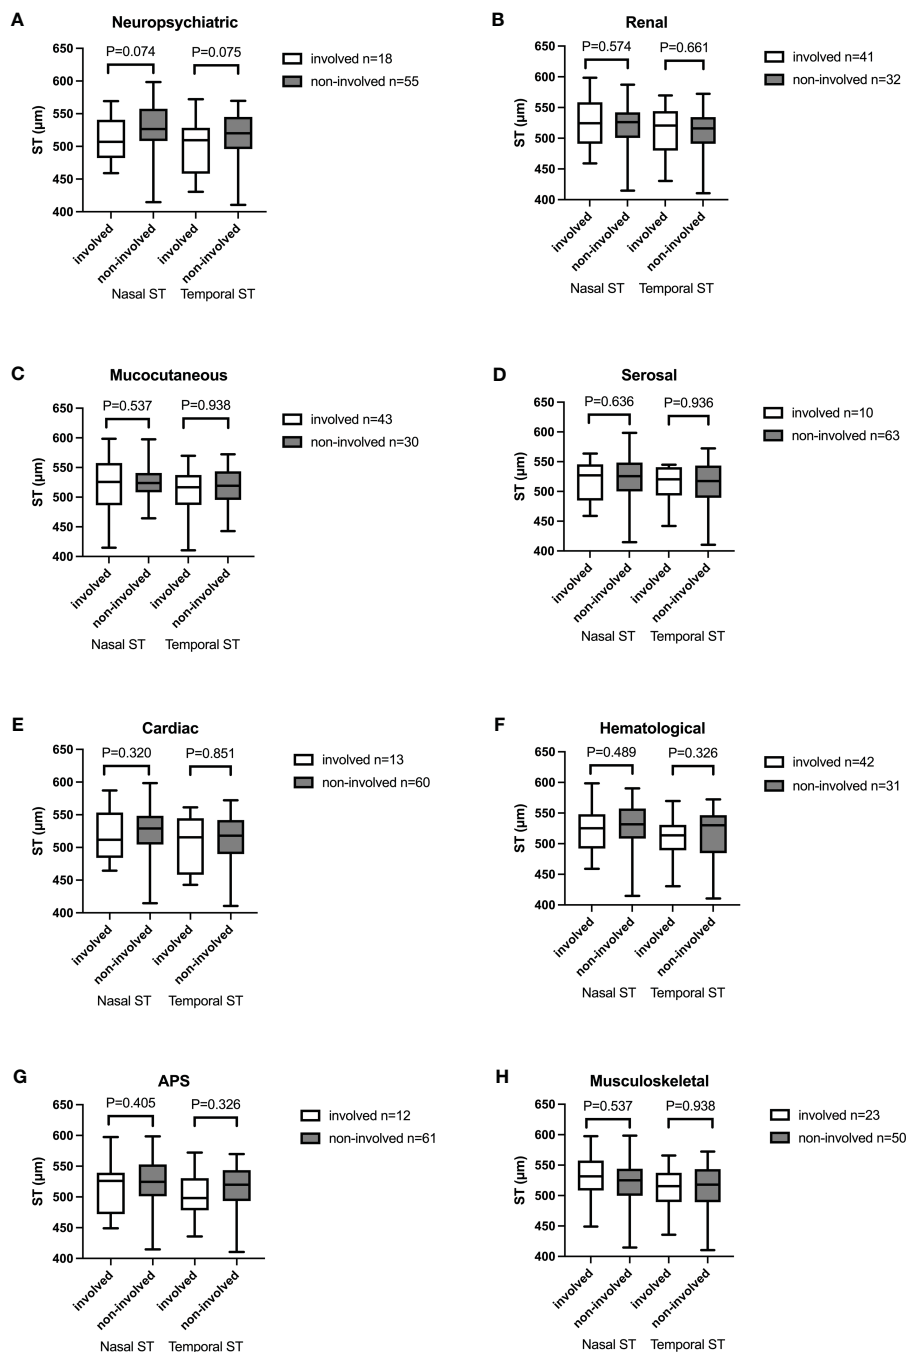 A
Neuropsychiatric
P=0.074 P=0.075
650
600
550
500
450
400
ST (µm)
involved n=18
non-involved n=55
involved non-involved involved non-involved
Nasal ST Temporal ST
B
Renal
P=0.574 P=0.661
650
600
550
500
450
400
ST (µm)
involved n=41
non-involved n=32
involved non-involved involved non-involved
Nasal ST Temporal ST
C
Mucocutaneous
P=0.537 P=0.938
650
600
550
500
450
400
ST (µm)
involved n=43
non-involved n=30
involved non-involved involved non-involved
Nasal ST Temporal ST
D
Serosal
P=0.636 P=0.936
650
600
550
500
450
400
ST (µm)
involved n=10
non-involved n=63
involved non-involved involved non-involved
Nasal ST Temporal ST
E
Cardiac
P=0.320 P=0.851
650
600
550
500
450
400
ST (µm)
involved n=13
non-involved n=60
involved non-involved involved non-involved
Nasal ST Temporal ST
F
Hematological
P=0.489 P=0.326
650
600
550
500
450
400
ST (µm)
involved n=42
non-involved n=31
involved non-involved involved non-involved
Nasal ST Temporal ST
G
APS
P=0.405 P=0.326
650
600
550
500
450
400
ST (µm)
involved n=12
non-involved n=61
involved non-involved involved non-involved
Nasal ST Temporal ST
H
Musculoskeletal
P=0.537 P=0.938
650
600
550
500
450
400
ST (µm)
involved n=23
non-involved n=50
involved non-involved involved non-involved
Nasal ST Temporal ST